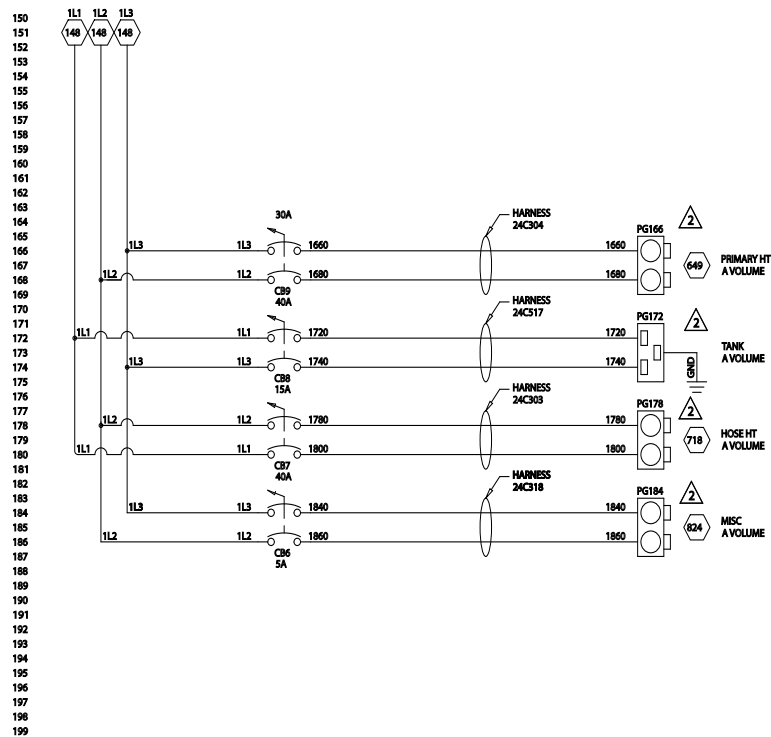 150 1L1 1L2 1L3
151 148 148 148
152
153
154
155
156
157
158
159
160
161
162
163 30A HARNESS
164 24C304 2
165 PG166
166 1L3 1L3 1660 1660
167 649 PRIMARY HT
A VOLUME
168 1L2 1L2 1680 1680
169 CB9
170 40A HARNESS
171 24C517 PG172 2
172 1L1 1L1 1720 1720
173 TANK
A VOLUME
174 1L3 1L3 1740 1740 GND
175 CB8
15A
176 HARNESS
177 24C303 PG178 2
178 1L2 1L2 1780 1780
179 718 HOSE HT
A VOLUME
180 1L1 1L1 1800 1800
181 CB7
182 40A HARNESS
183 24C318 PG184 2
184 1L3 1L3 1840 1840
185 824 MISC
A VOLUME
186 1L2 1L2 1860 1860
187 CB6
5A
188
189
190
191
192
193
194
195
196
197
198
199